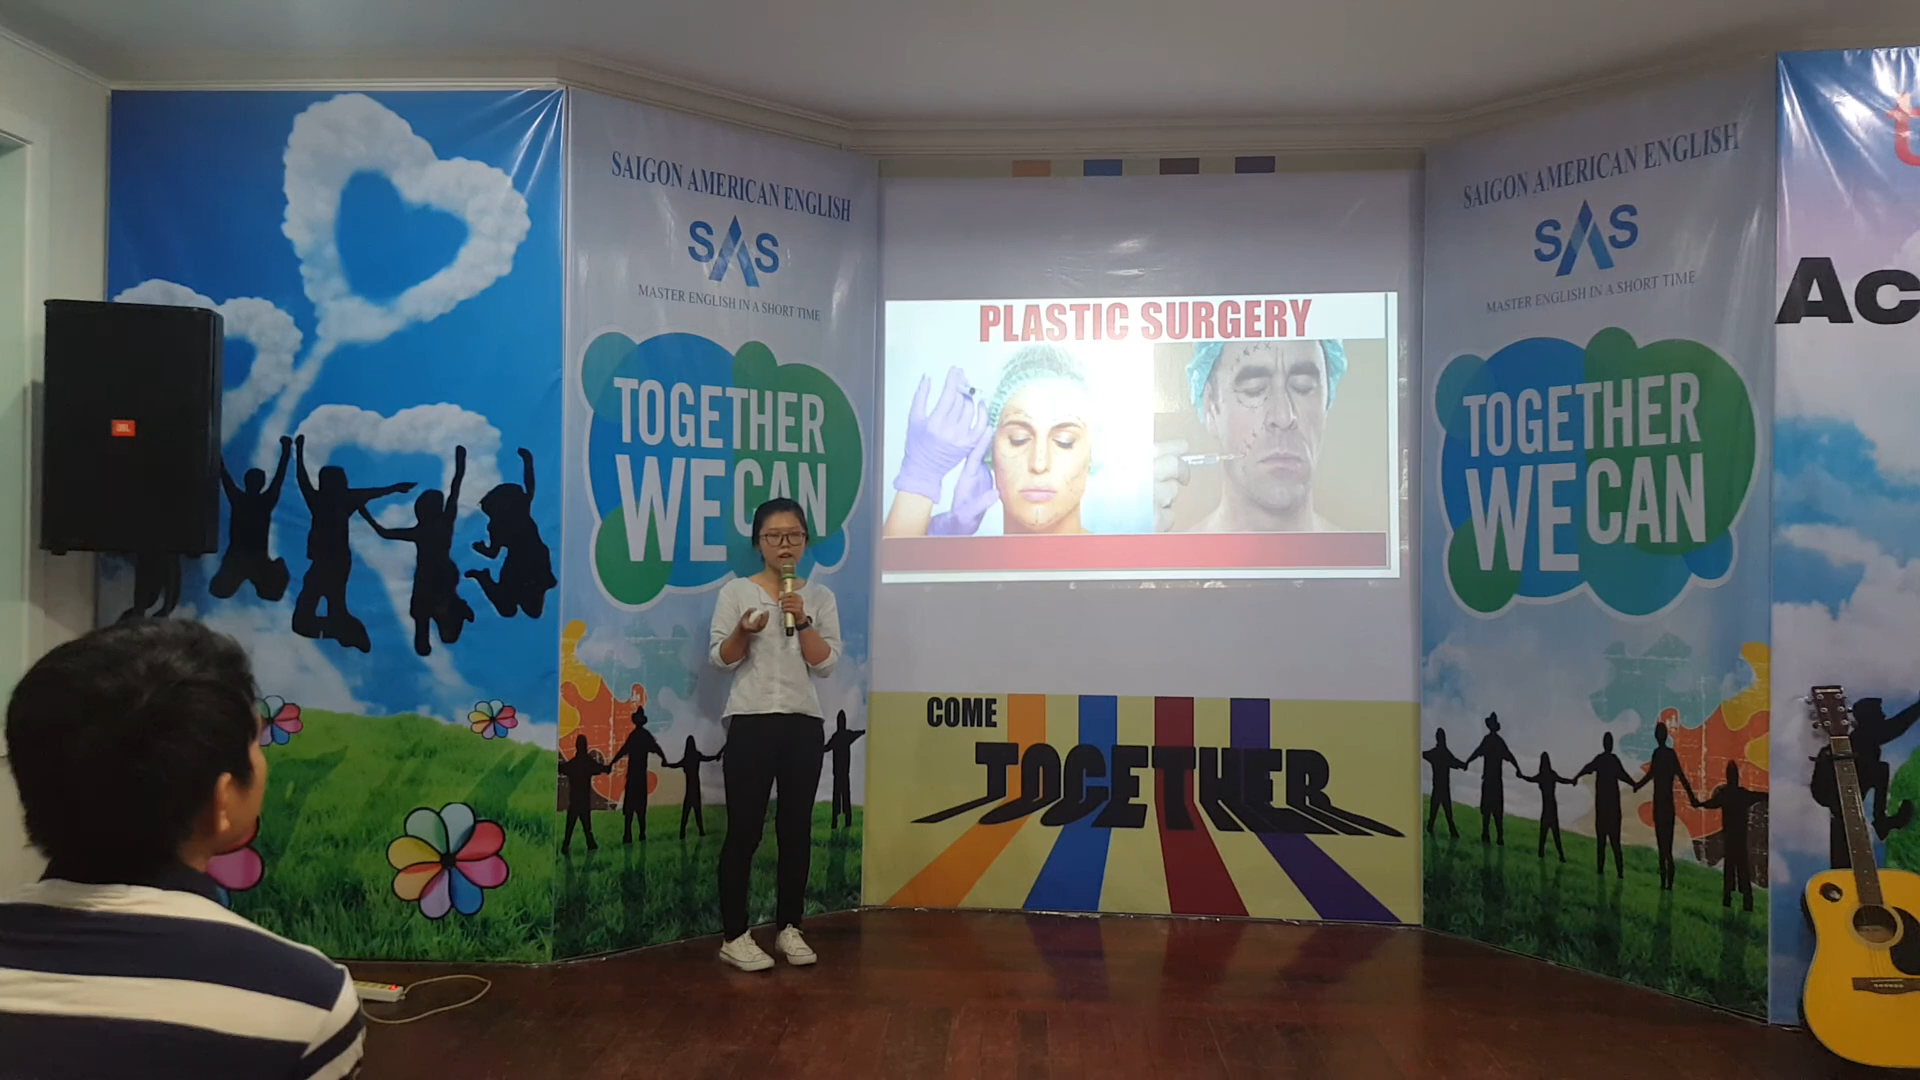 JBL
SAIGON AMERICAN ENGLISH
SAS
MASTER ENGLISH IN A SHORT TIME
TOGETHER
WE CAN
PLASTIC SURGERY
COME
TOGETHER
SAIGON AMERICAN ENGLISH
SAS
MASTER ENGLISH IN A SHORT TIME
TOGETHER
WE CAN
t
Ac